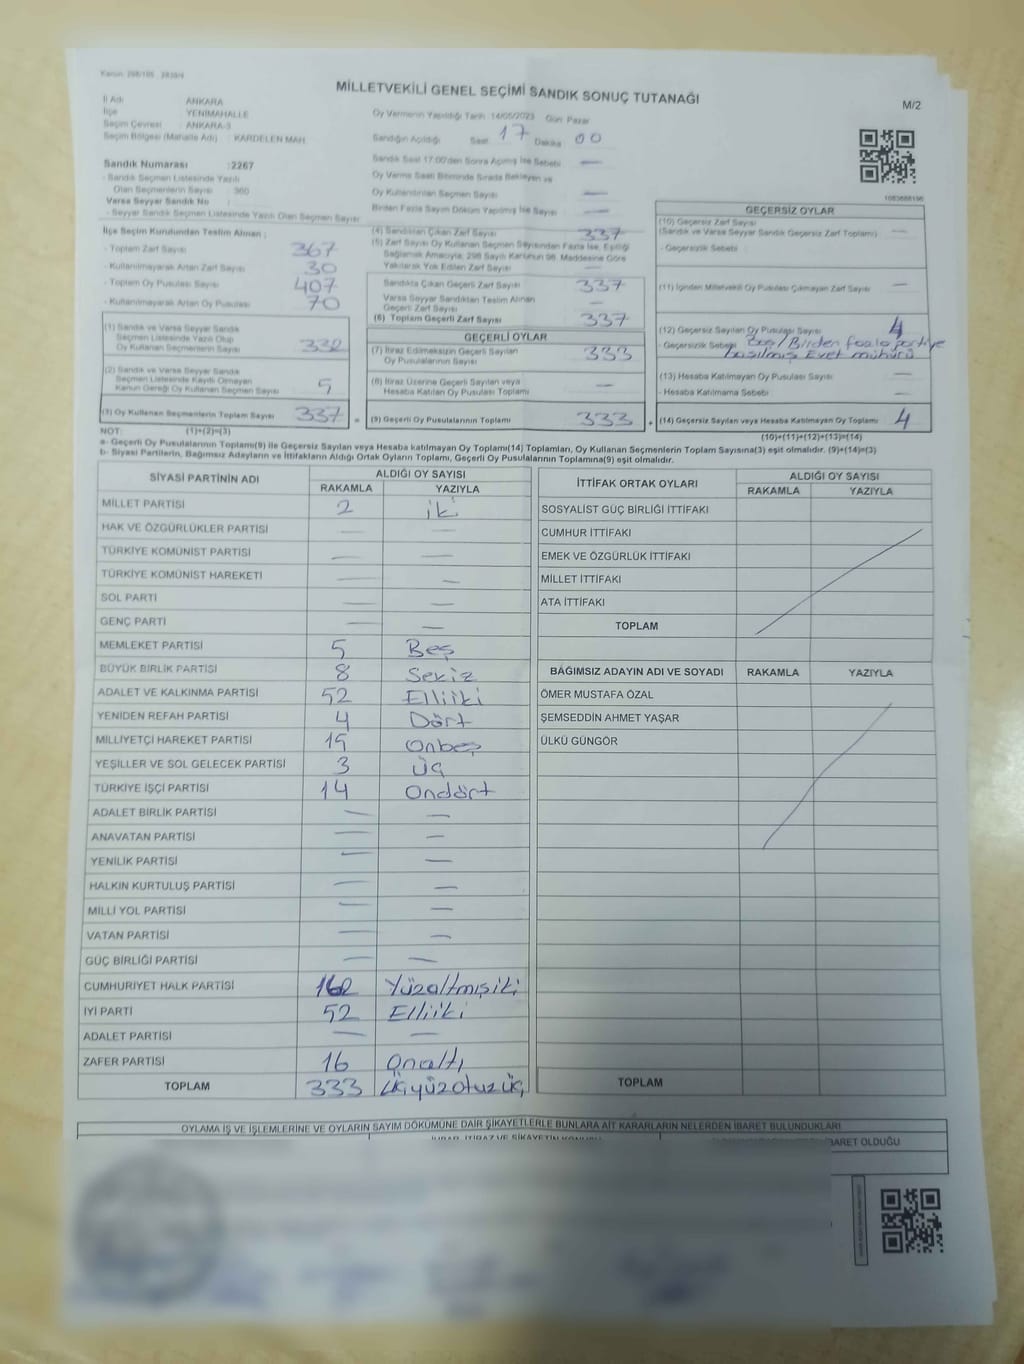 Kanun: 298/105 , 2839/4
MİLLETVEKİLİ GENEL SEÇİMİ SANDIK SONUÇ TUTANAĞI
M/2
İl Adı ANKARA
İlçe YENİMAHALLE
Seçim Çevresi ANKARA-3
Seçim Bölgesi (Mahalle Adı) : KARDELEN MAH.
Oy Vermenin Yapıldığı Tarih: 14/05/2023 Gün: Pazar
Sandığın Açıldığı Saat: 17 Dakika: 00
Sandık Saat 17:00'den Sonra Açılmış İse Sebebi —
Oy Verme Saati Bitiminde Sırada Bekleyen ve
Oy Kullandırılan Seçmen Sayısı —
Birden Fazla Sayım Döküm Yapılmış İse Sayısı —
Sandık Numarası :2267
- Sandık Seçmen Listesinde Yazılı
Olan Seçmenlerin Sayısı : 360
Varsa Seyyar Sandık No :
- Seyyar Sandık Seçmen Listesinde Yazılı Olan Seçmen Sayısı:
İlçe Seçim Kurulundan Teslim Alınan :
- Toplam Zarf Sayısı 367
- Kullanılmayarak Artan Zarf Sayısı 30
- Toplam Oy Pusulası Sayısı 407
- Kullanılmayarak Artan Oy Pusulası 70
(1) Sandık ve Varsa Seyyar Sandık
Seçmen Listesinde Yazılı Olup
Oy Kullanan Seçmenlerin Sayısı 332
(2) Sandık ve Varsa Seyyar Sandık
Seçmen Listesinde Kayıtlı Olmayan
Kanun Gereği Oy Kullanan Seçmen Sayısı 5
(3) Oy Kullanan Seçmenlerin Toplam Sayısı 337 =
(4) Sandıktan Çıkan Zarf Sayısı 337
(5) Zarf Sayısı Oy Kullanan Seçmen Sayısından Fazla İse, Eşitliği
Sağlamak Amacıyla, 298 Sayılı Kanunun 98. Maddesine Göre
Yakılarak Yok Edilen Zarf Sayısı —
Sandıkta Çıkan Geçerli Zarf Sayısı 337
Varsa Seyyar Sandıktan Teslim Alınan
Geçerli Zarf Sayısı —
(6) Toplam Geçerli Zarf Sayısı 337
GEÇERLİ OYLAR
(7) İtiraz Edilmeksizin Geçerli Sayılan
Oy Pusulalarının Sayısı 333
(8) İtiraz Üzerine Geçerli Sayılan veya
Hesaba Katılan Oy Pusulası Toplamı —
(9) Geçerli Oy Pusulalarının Toplamı 333 +
GEÇERSİZ OYLAR
(10) Geçersiz Zarf Sayısı
(Sandık ve Varsa Seyyar Sandık Geçersiz Zarf Toplamı) —
- Geçersizlik Sebebi :
(11) İçinden Milletvekili Oy Pusulası Çıkmayan Zarf Sayısı —
(12) Geçersiz Sayılan Oy Pusulası Sayısı 4
- Geçersizlik Sebebi Boş/Birden fazla partiye
basılmış Evet mührü
(13) Hesaba Katılmayan Oy Pusulası Sayısı —
- Hesaba Katılmama Sebebi —
(14) Geçersiz Sayılan veya Hesaba Katılmayan Oy Toplamı 4
NOT: (1)+(2)=(3)
(10)+(11)+(12)+(13)=(14)
a- Geçerli Oy Pusulalarının Toplamı(9) ile Geçersiz Sayılan veya Hesaba katılmayan Oy Toplamı(14) Toplamları, Oy Kullanan Seçmenlerin Toplam Sayısına(3) eşit olmalıdır. (9)+(14)=(3)
b- Siyasi Partilerin, Bağımsız Adayların ve İttifakların Aldığı Ortak Oyların Toplamı, Geçerli Oy Pusulalarının Toplamına(9) eşit olmalıdır.
SİYASİ PARTİNİN ADI ALDIĞI OY SAYISI
RAKAMLA YAZIYLA
MİLLET PARTİSİ 2 iki
HAK VE ÖZGÜRLÜKLER PARTİSİ — —
TÜRKİYE KOMÜNİST PARTİSİ — —
TÜRKİYE KOMÜNİST HAREKETİ — —
SOL PARTİ — —
GENÇ PARTİ — —
MEMLEKET PARTİSİ 5 Beş
BÜYÜK BİRLİK PARTİSİ 8 Sekiz
ADALET VE KALKINMA PARTİSİ 52 Elliiki
YENİDEN REFAH PARTİSİ 4 Dört
MİLLİYETÇİ HAREKET PARTİSİ 15 Onbeş
YEŞİLLER VE SOL GELECEK PARTİSİ 3 üç
TÜRKİYE İŞÇİ PARTİSİ 14 Ondört
ADALET BİRLİK PARTİSİ — —
ANAVATAN PARTİSİ — —
YENİLİK PARTİSİ — —
HALKIN KURTULUŞ PARTİSİ — —
MİLLİ YOL PARTİSİ — —
VATAN PARTİSİ — —
GÜÇ BİRLİĞİ PARTİSİ — —
CUMHURİYET HALK PARTİSİ 162 Yüzaltmışiki
İYİ PARTİ 52 Elliiki
ADALET PARTİSİ — —
ZAFER PARTİSİ 16 Onaltı
TOPLAM 333 Üçyüzotuzüç
İTTİFAK ORTAK OYLARI ALDIĞI OY SAYISI
RAKAMLA YAZIYLA
SOSYALİST GÜÇ BİRLİĞİ İTTİFAKI
CUMHUR İTTİFAKI
EMEK VE ÖZGÜRLÜK İTTİFAKI
MİLLET İTTİFAKI
ATA İTTİFAKI
TOPLAM
BAĞIMSIZ ADAYIN ADI VE SOYADI RAKAMLA YAZIYLA
ÖMER MUSTAFA ÖZAL
ŞEMSEDDİN AHMET YAŞAR
ÜLKÜ GÜNGÖR
TOPLAM
OYLAMA İŞ VE İŞLEMLERİNE VE OYLARIN SAYIM DÖKÜMÜNE DAİR ŞİKAYETLERLE BUNLARA AİT KARARLARIN NELERDEN İBARET BULUNDUKLARI
İTİRAZ VE ŞİKAYETİN KONUSU
İBARET OLDUĞU